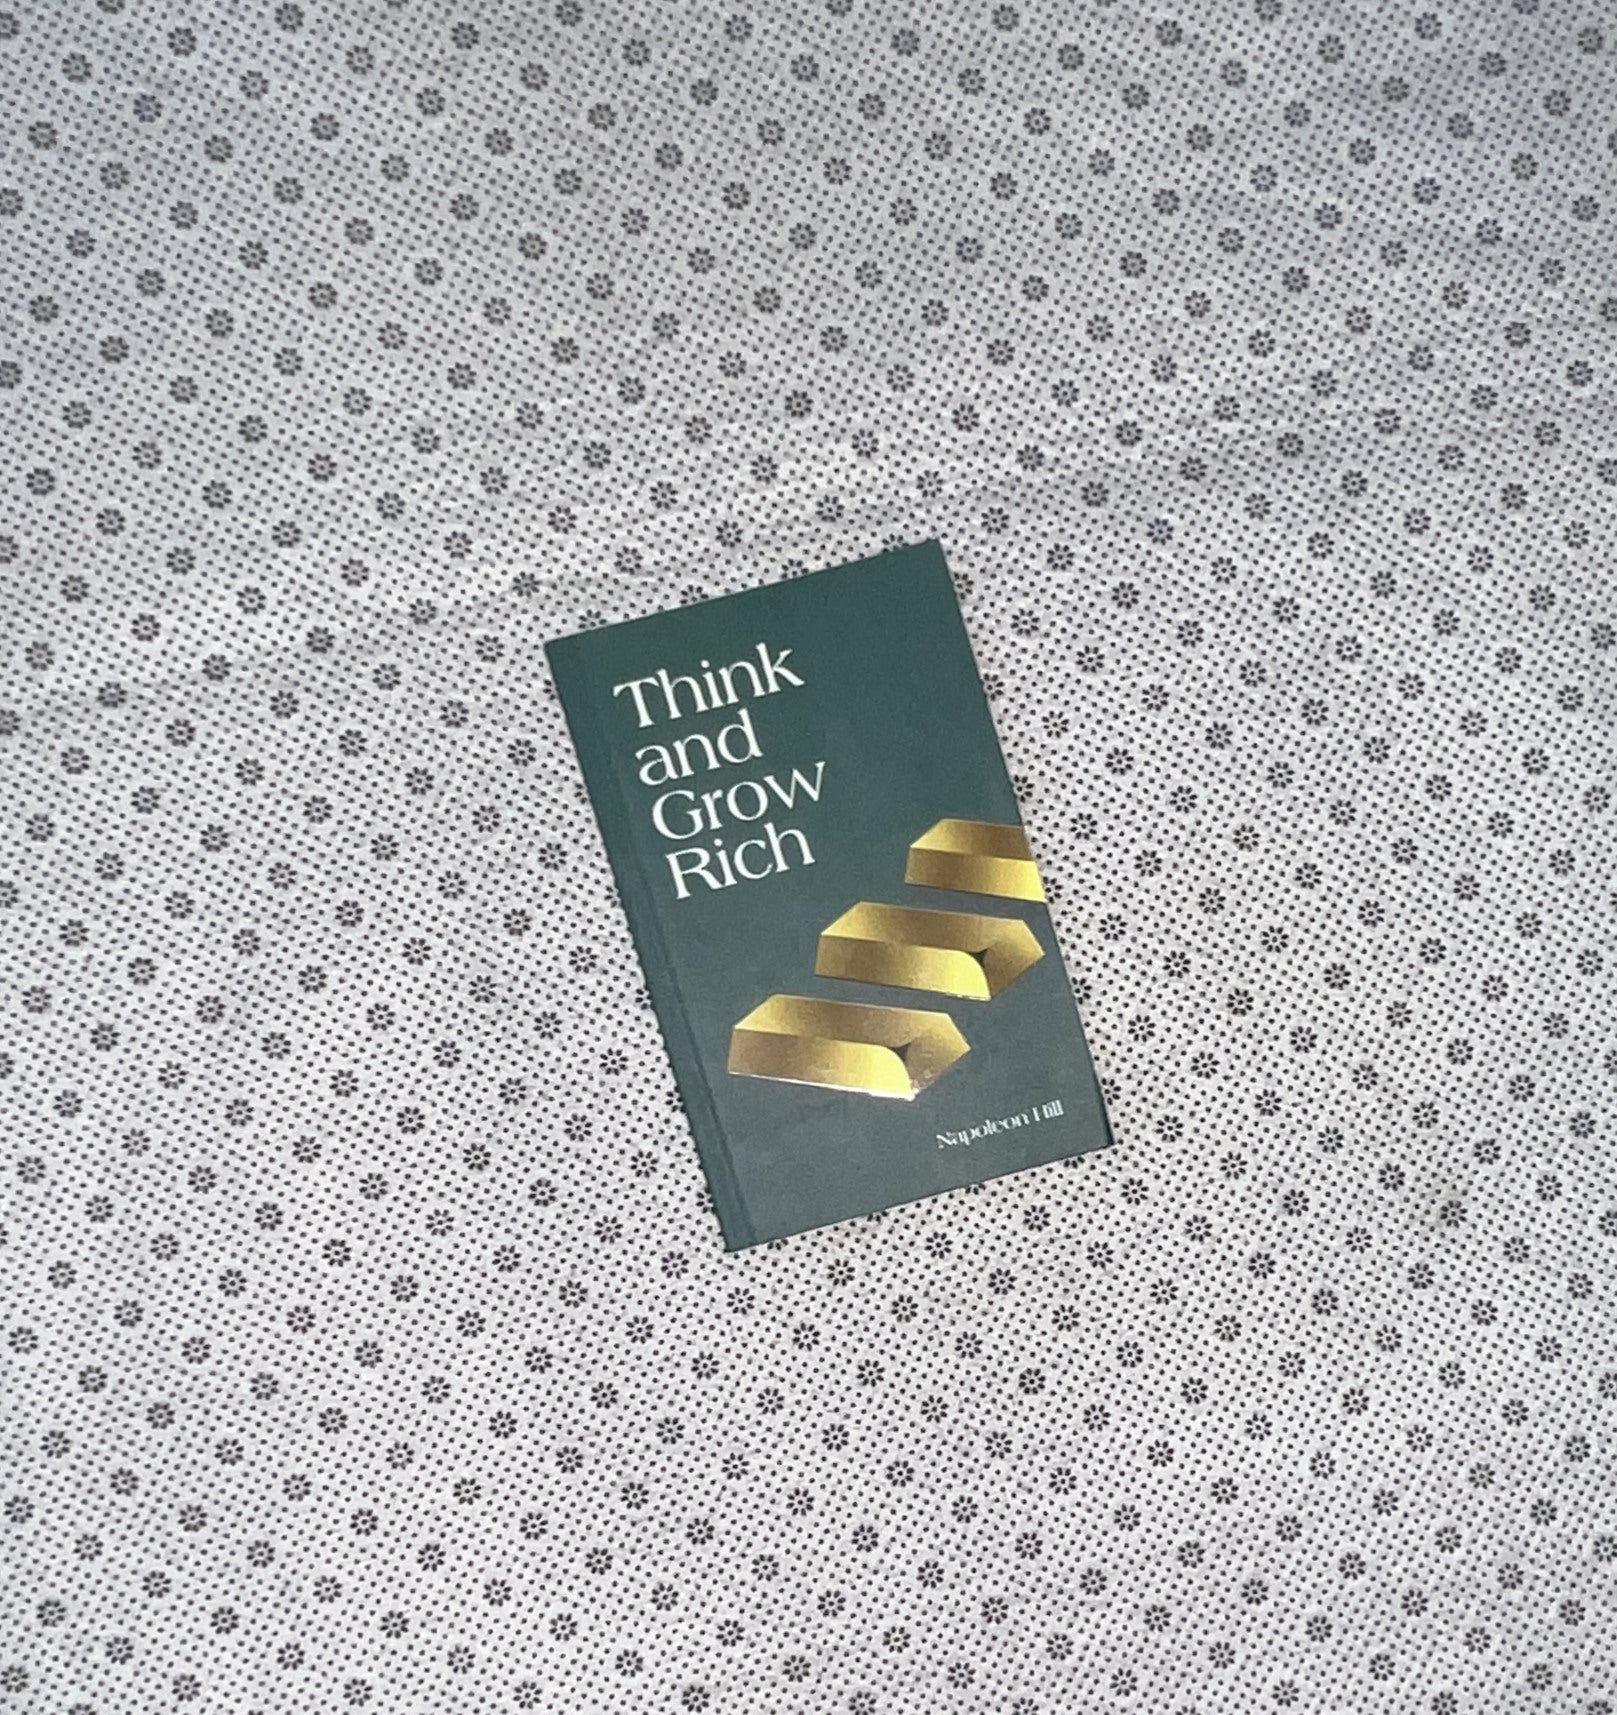 Think
and
Grow
Rich
Napoleon Hill